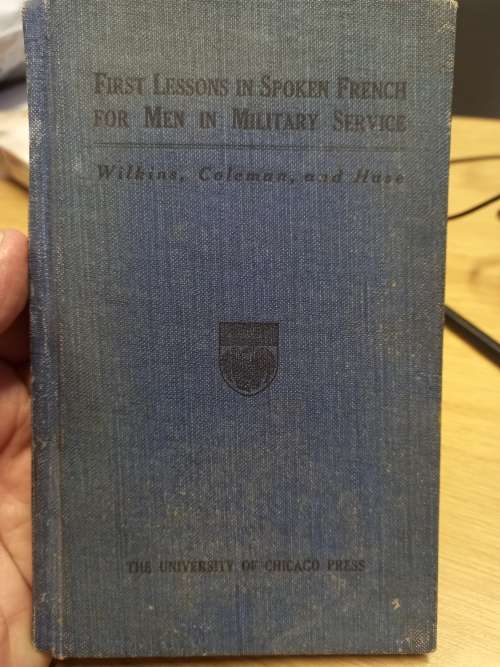 FIRST LESSONS IN SPOKEN FRENCH
FOR MEN IN MILITARY SERVICE
Wilkins, Coleman, and Huse
THE UNIVERSITY OF CHICAGO PRESS